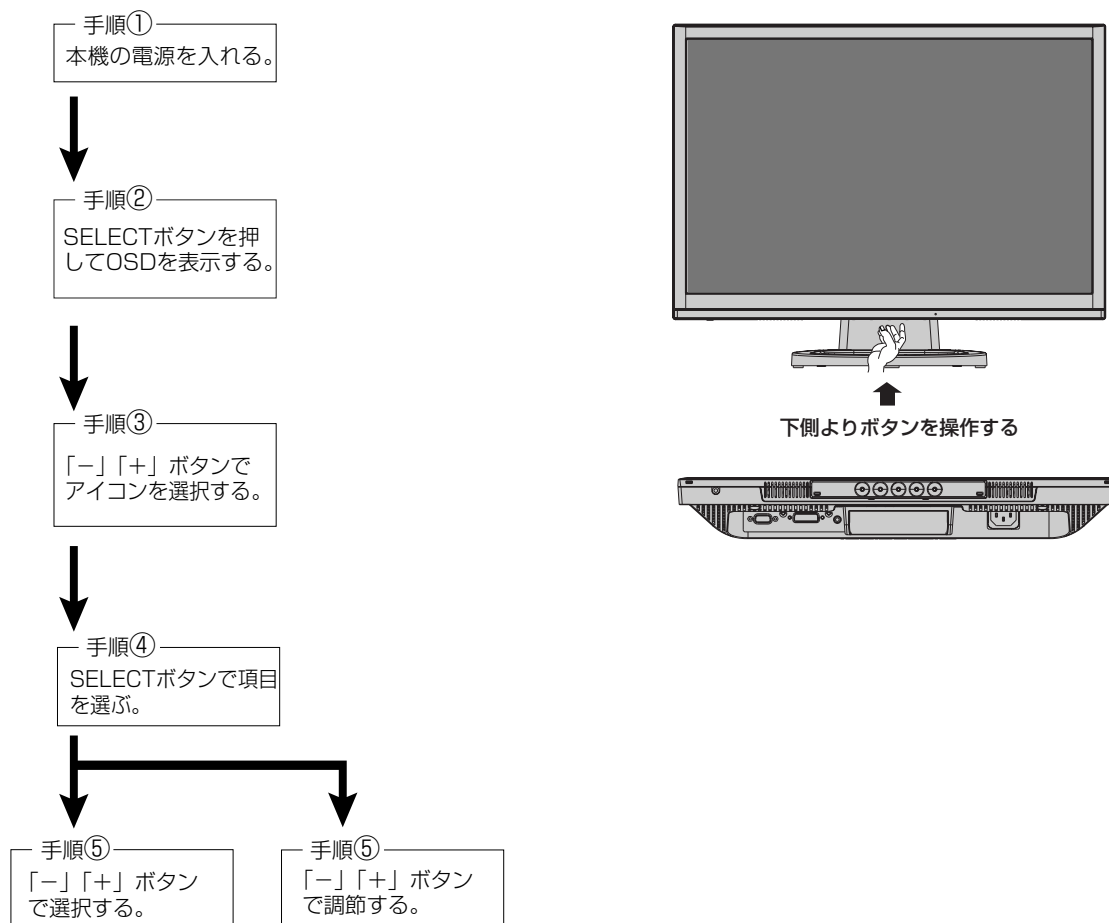 手順①
本機の電源を入れる。
手順②
SELECTボタンを押
してOSDを表示する。
手順③
「－」「＋」ボタンで
アイコンを選択する。
手順④
SELECTボタンで項目
を選ぶ。
手順⑤
「－」「＋」ボタン
で選択する。
手順⑤
「－」「＋」ボタン
で調節する。
下側よりボタンを操作する